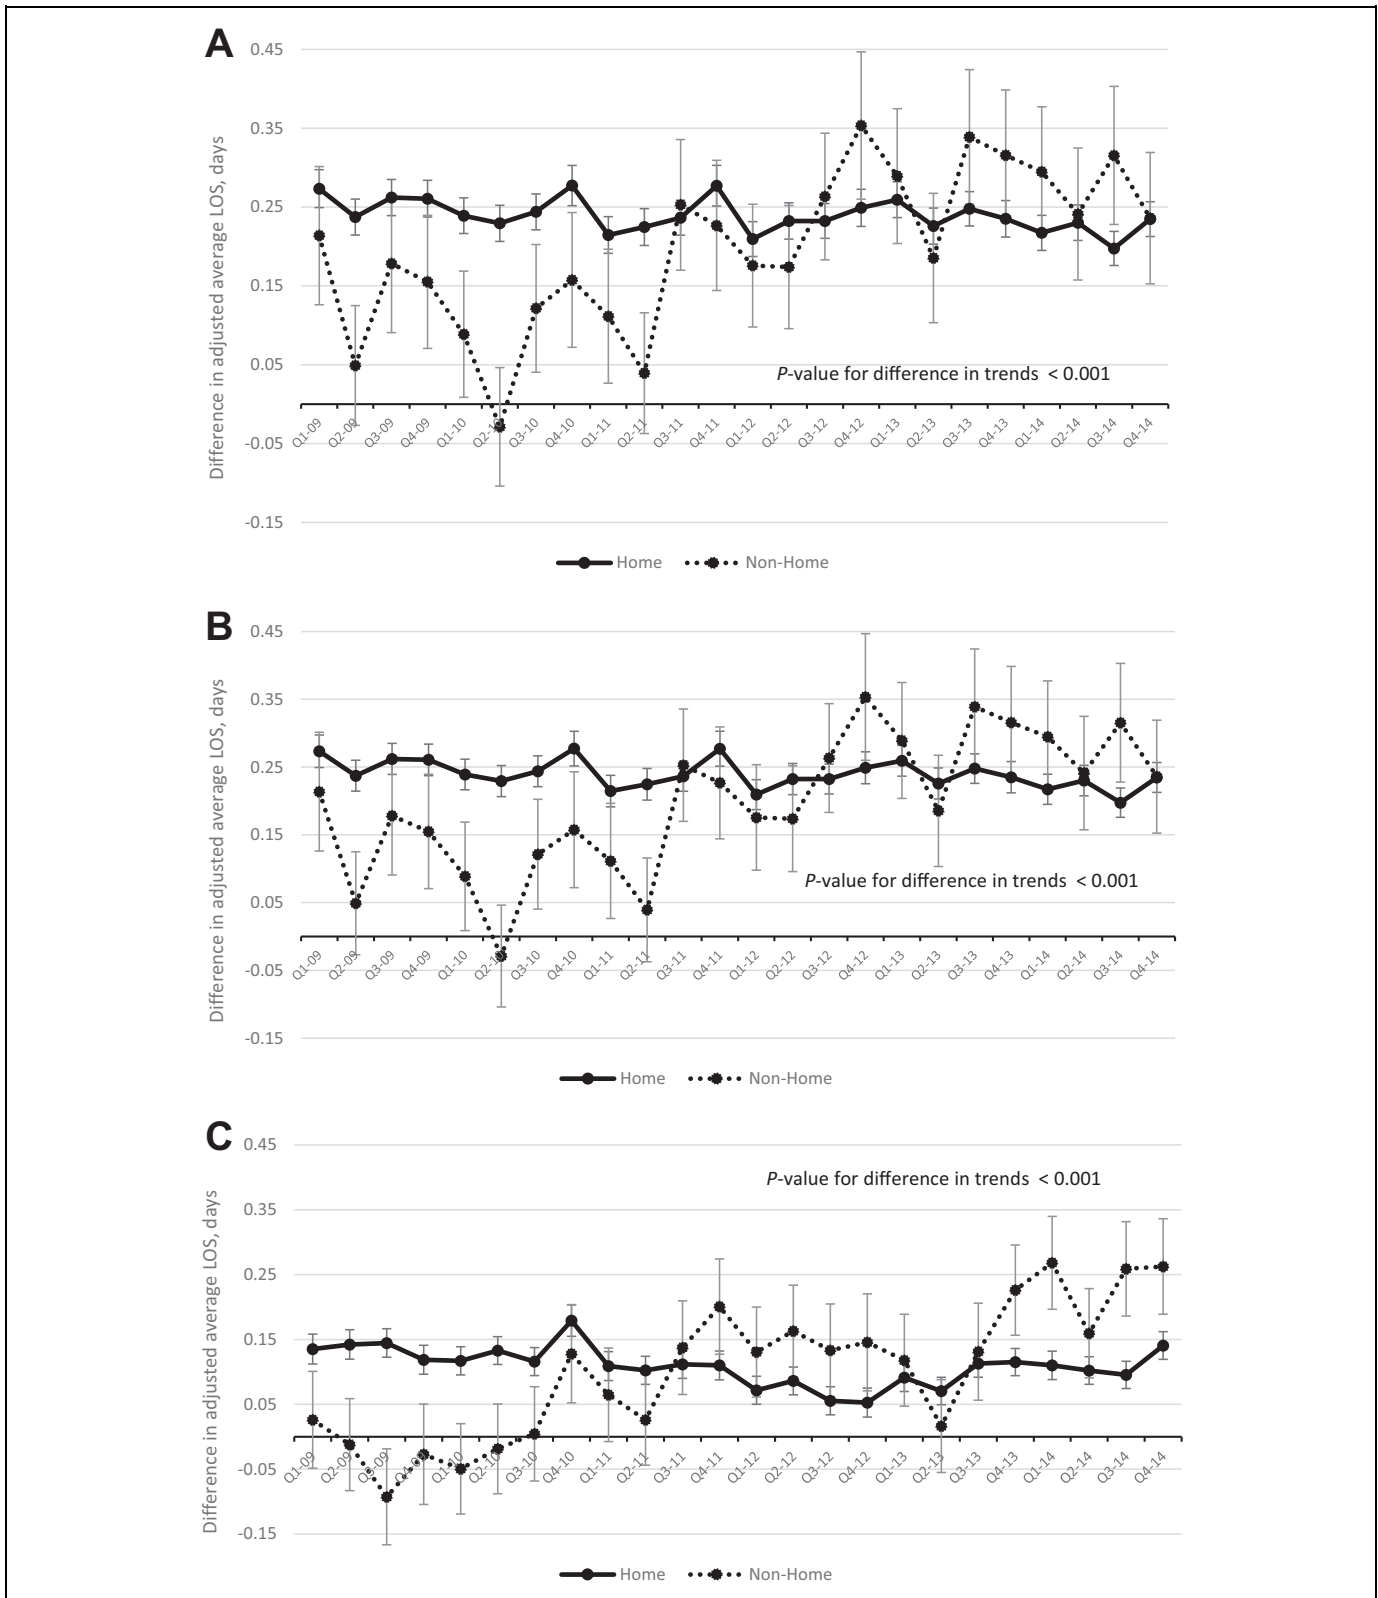 A
Difference in adjusted average LOS, days
0.45
0.35
0.25
0.15
0.05
-0.05
-0.15
P-value for difference in trends < 0.001
Q1-09 Q2-09 Q3-09 Q4-09 Q1-10 Q2-10 Q3-10 Q4-10 Q1-11 Q2-11 Q3-11 Q4-11 Q1-12 Q2-12 Q3-12 Q4-12 Q1-13 Q2-13 Q3-13 Q4-13 Q1-14 Q2-14 Q3-14 Q4-14
Home Non-Home
B
Difference in adjusted average LOS, days
0.45
0.35
0.25
0.15
0.05
-0.05
-0.15
P-value for difference in trends < 0.001
Q1-09 Q2-09 Q3-09 Q4-09 Q1-10 Q2-10 Q3-10 Q4-10 Q1-11 Q2-11 Q3-11 Q4-11 Q1-12 Q2-12 Q3-12 Q4-12 Q1-13 Q2-13 Q3-13 Q4-13 Q1-14 Q2-14 Q3-14 Q4-14
Home Non-Home
C
Difference in adjusted average LOS, days
0.45
P-value for difference in trends < 0.001
0.35
0.25
0.15
0.05
-0.05
-0.15
Q1-09 Q2-09 Q3-09 Q4-09 Q1-10 Q2-10 Q3-10 Q4-10 Q1-11 Q2-11 Q3-11 Q4-11 Q1-12 Q2-12 Q3-12 Q4-12 Q1-13 Q2-13 Q3-13 Q4-13 Q1-14 Q2-14 Q3-14 Q4-14
Home Non-Home